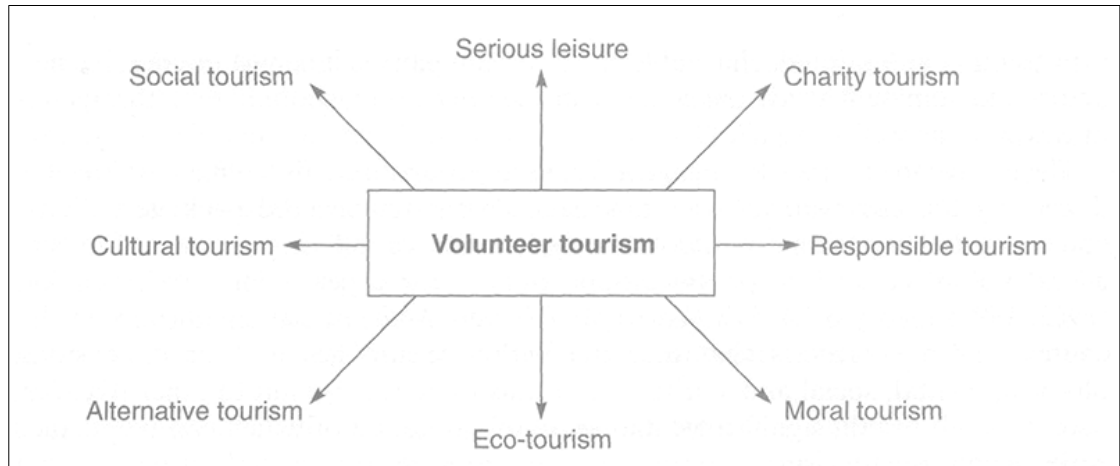 Serious leisure
Social tourism
Charity tourism
Cultural tourism
Volunteer tourism
Responsible tourism
Alternative tourism
Eco-tourism
Moral tourism